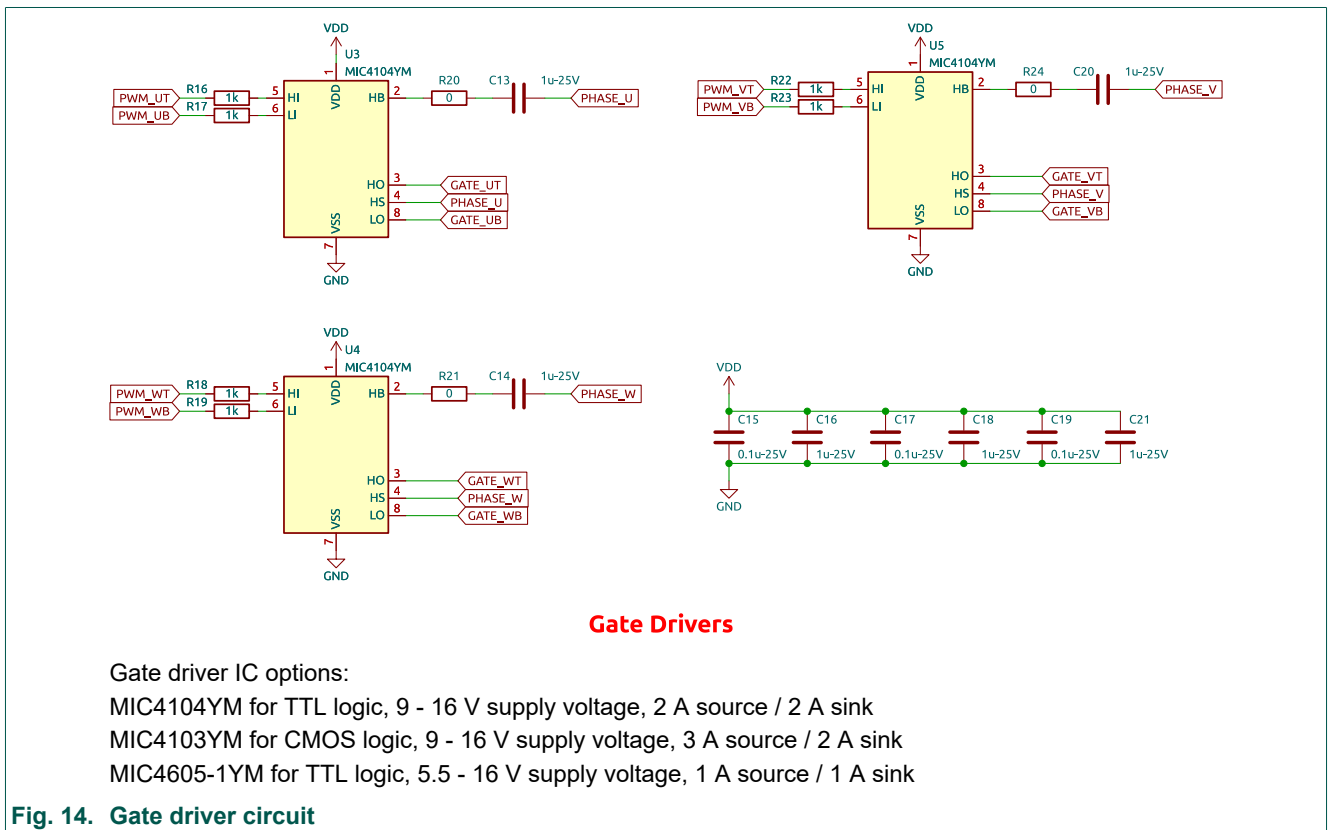 VDD
U3
MIC4104YM
1
VDD
PWM_UT R16 1k 5 HI
PWM_UB R17 1k 6 LI
HB 2 R20 0 C13 1u-25V PHASE_U
HO 3 GATE_UT
HS 4 PHASE_U
LO 8 GATE_UB
VSS
7
GND
VDD
U5
MIC4104YM
1
VDD
PWM_VT R22 1k 5 HI
PWM_VB R23 1k 6 LI
HB 2 R24 0 C20 1u-25V PHASE_V
HO 3 GATE_VT
HS 4 PHASE_V
LO 8 GATE_VB
VSS
7
GND
VDD
U4
MIC4104YM
1
VDD
PWM_WT R18 1k 5 HI
PWM_WB R19 1k 6 LI
HB 2 R21 0 C14 1u-25V PHASE_W
HO 3 GATE_WT
HS 4 PHASE_W
LO 8 GATE_WB
VSS
7
GND
VDD
C15 C16 C17 C18 C19 C21
0.1u-25V 1u-25V 0.1u-25V 1u-25V 0.1u-25V 1u-25V
GND
Gate Drivers
Gate driver IC options:
MIC4104YM for TTL logic, 9 - 16 V supply voltage, 2 A source / 2 A sink
MIC4103YM for CMOS logic, 9 - 16 V supply voltage, 3 A source / 2 A sink
MIC4605-1YM for TTL logic, 5.5 - 16 V supply voltage, 1 A source / 1 A sink
Fig. 14. Gate driver circuit